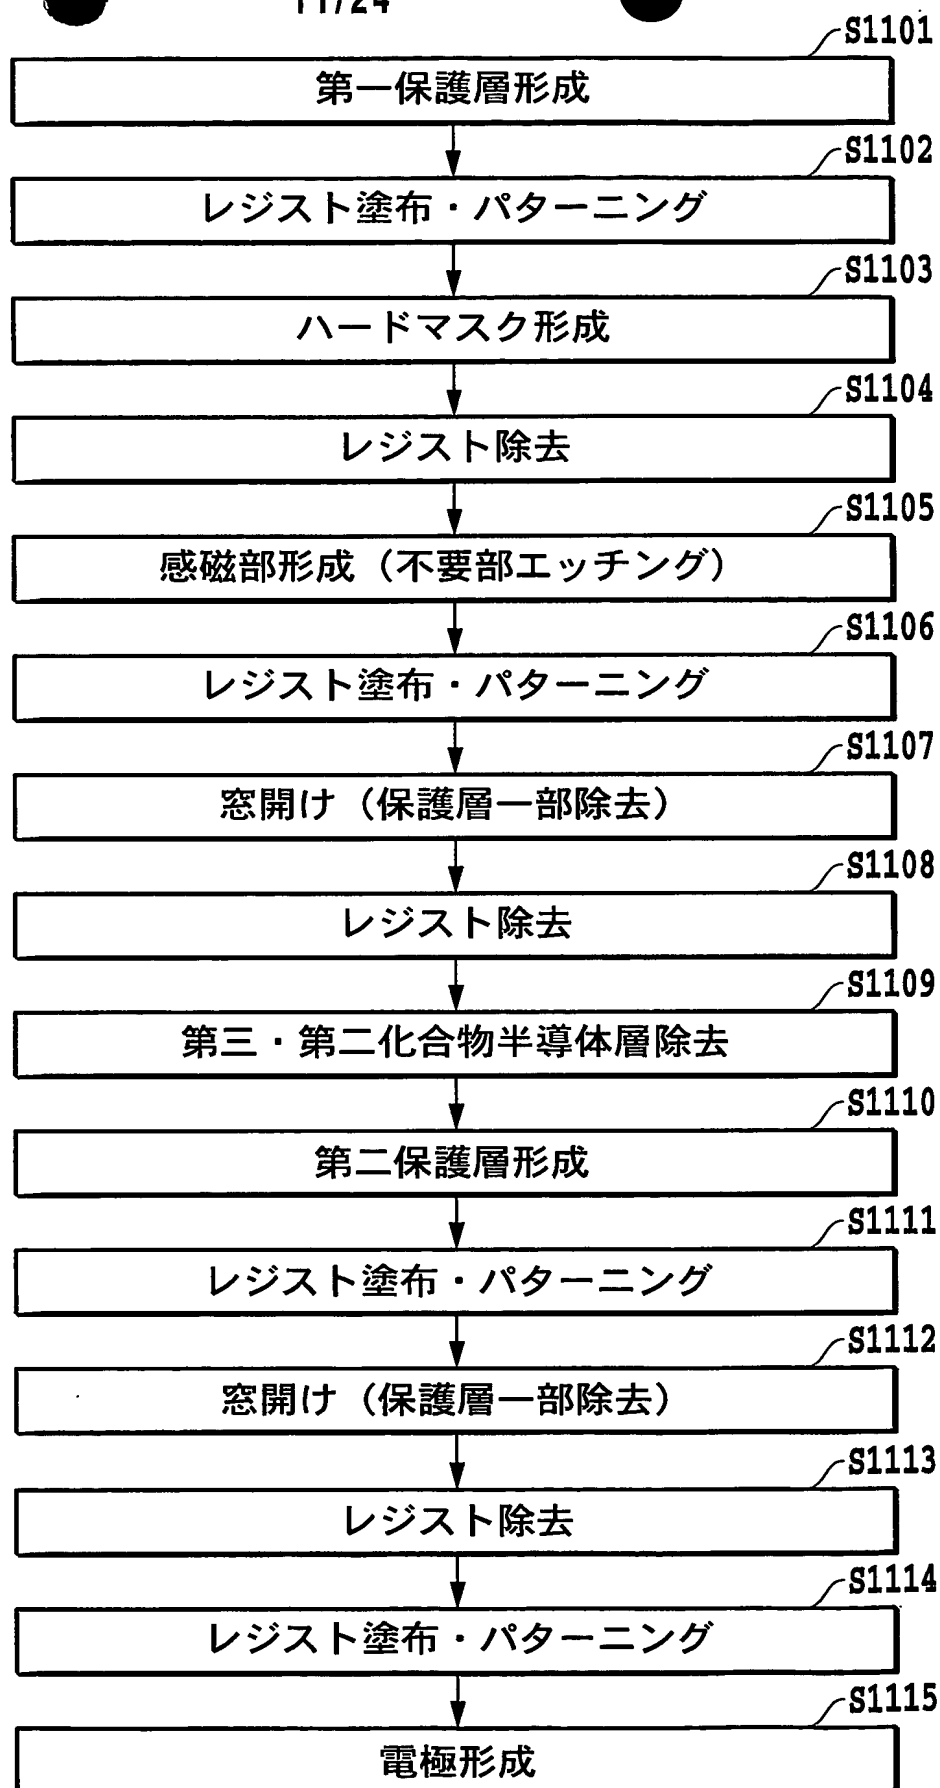 11/24
S1101
第一保護層形成
S1102
レジスト塗布・パターニング
S1103
ハードマスク形成
S1104
レジスト除去
S1105
感磁部形成（不要部エッチング）
S1106
レジスト塗布・パターニング
S1107
窓開け（保護層一部除去）
S1108
レジスト除去
S1109
第三・第二化合物半導体層除去
S1110
第二保護層形成
S1111
レジスト塗布・パターニング
S1112
窓開け（保護層一部除去）
S1113
レジスト除去
S1114
レジスト塗布・パターニング
S1115
電極形成